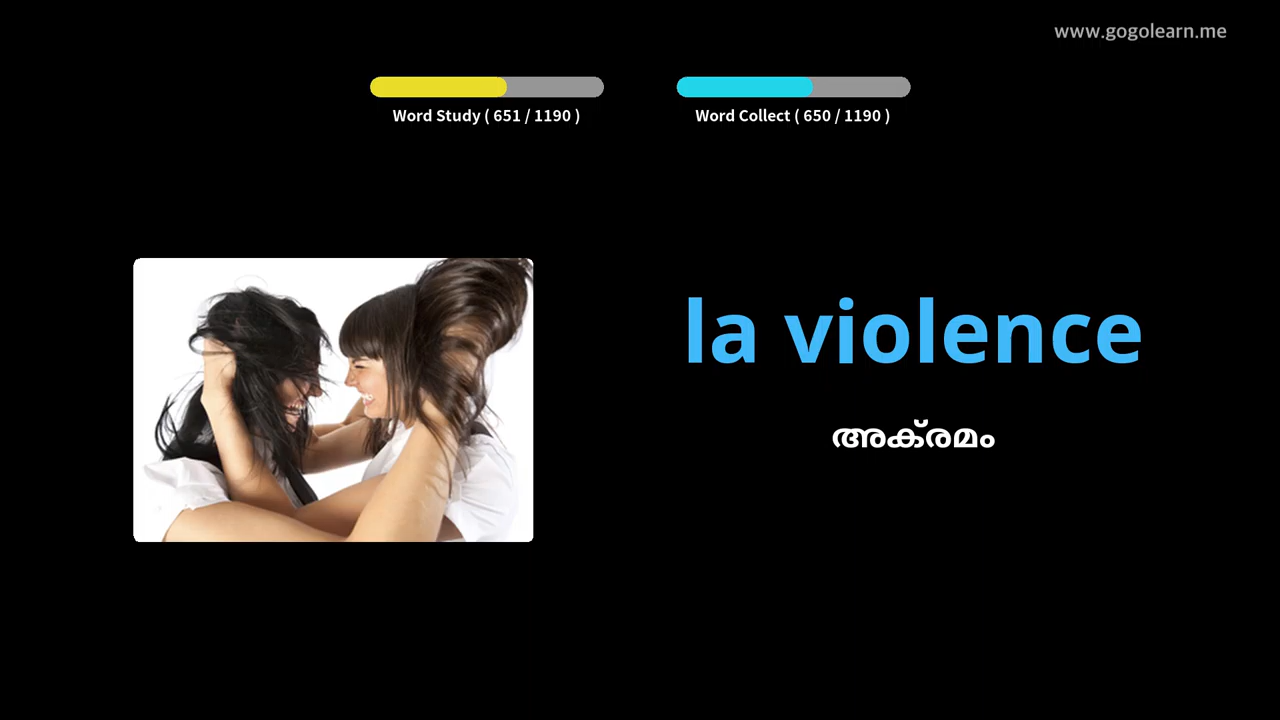 www.gogolearn.me
Word Study ( 651 / 1190 )
Word Collect ( 650 / 1190 )
la violence
അക്രമം